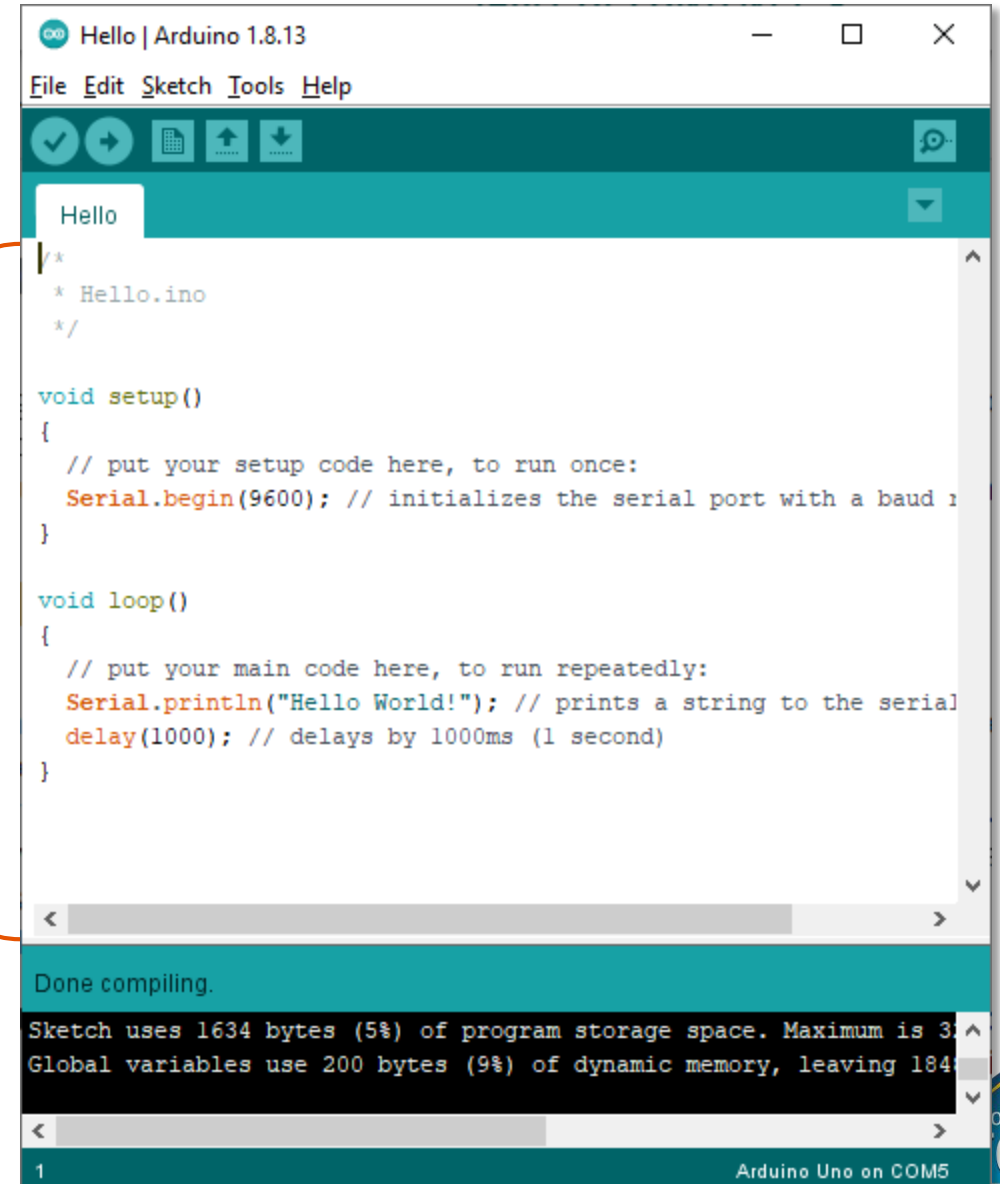 Hello | Arduino 1.8.13
File Edit Sketch Tools Help
Hello
/*
* Hello.ino
*/
void setup()
{
// put your setup code here, to run once:
Serial.begin(9600); // initializes the serial port with a baud
}
void loop()
{
// put your main code here, to run repeatedly:
Serial.println("Hello World!"); // prints a string to the serial
delay(1000); // delays by 1000ms (1 second)
}
Done compiling.
Sketch uses 1634 bytes (5%) of program storage space. Maximum is
Global variables use 200 bytes (9%) of dynamic memory, leaving
1
Arduino Uno on COM5